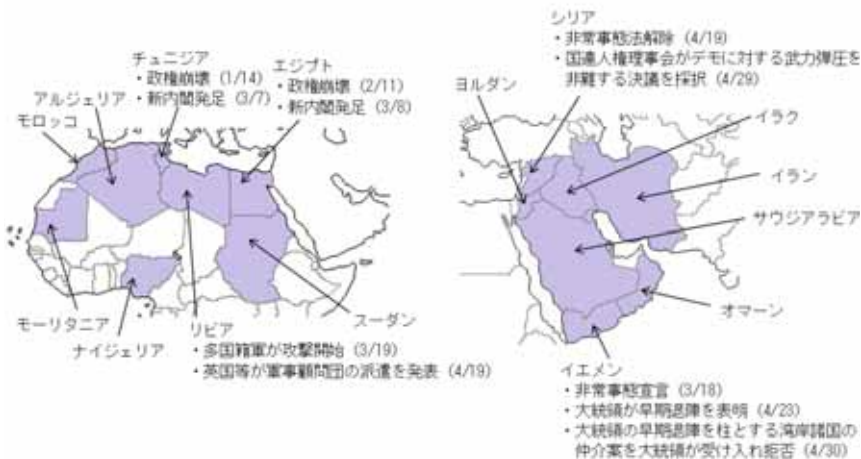 チュニジア
・政権崩壊 (1/14)
・新内閣発足 (3/7)
エジプト
・政権崩壊 (2/11)
・新内閣発足 (3/8)
アルジェリア
モロッコ
モーリタニア
ナイジェリア
リビア
・多国籍軍が攻撃開始 (3/19)
・英国等が軍事顧問団の派遣を発表 (4/19)
スーダン
シリア
・非常事態法解除 (4/19)
・国連人権理事会がデモに対する武力弾圧を
非難する決議を採択 (4/29)
ヨルダン
イラク
イラン
サウジアラビア
オマーン
イエメン
・非常事態宣言 (3/18)
・大統領が早期退陣を表明 (4/23)
・大統領の早期退陣を柱とする湾岸諸国の
仲介案を大統領が受け入れ拒否 (4/30)